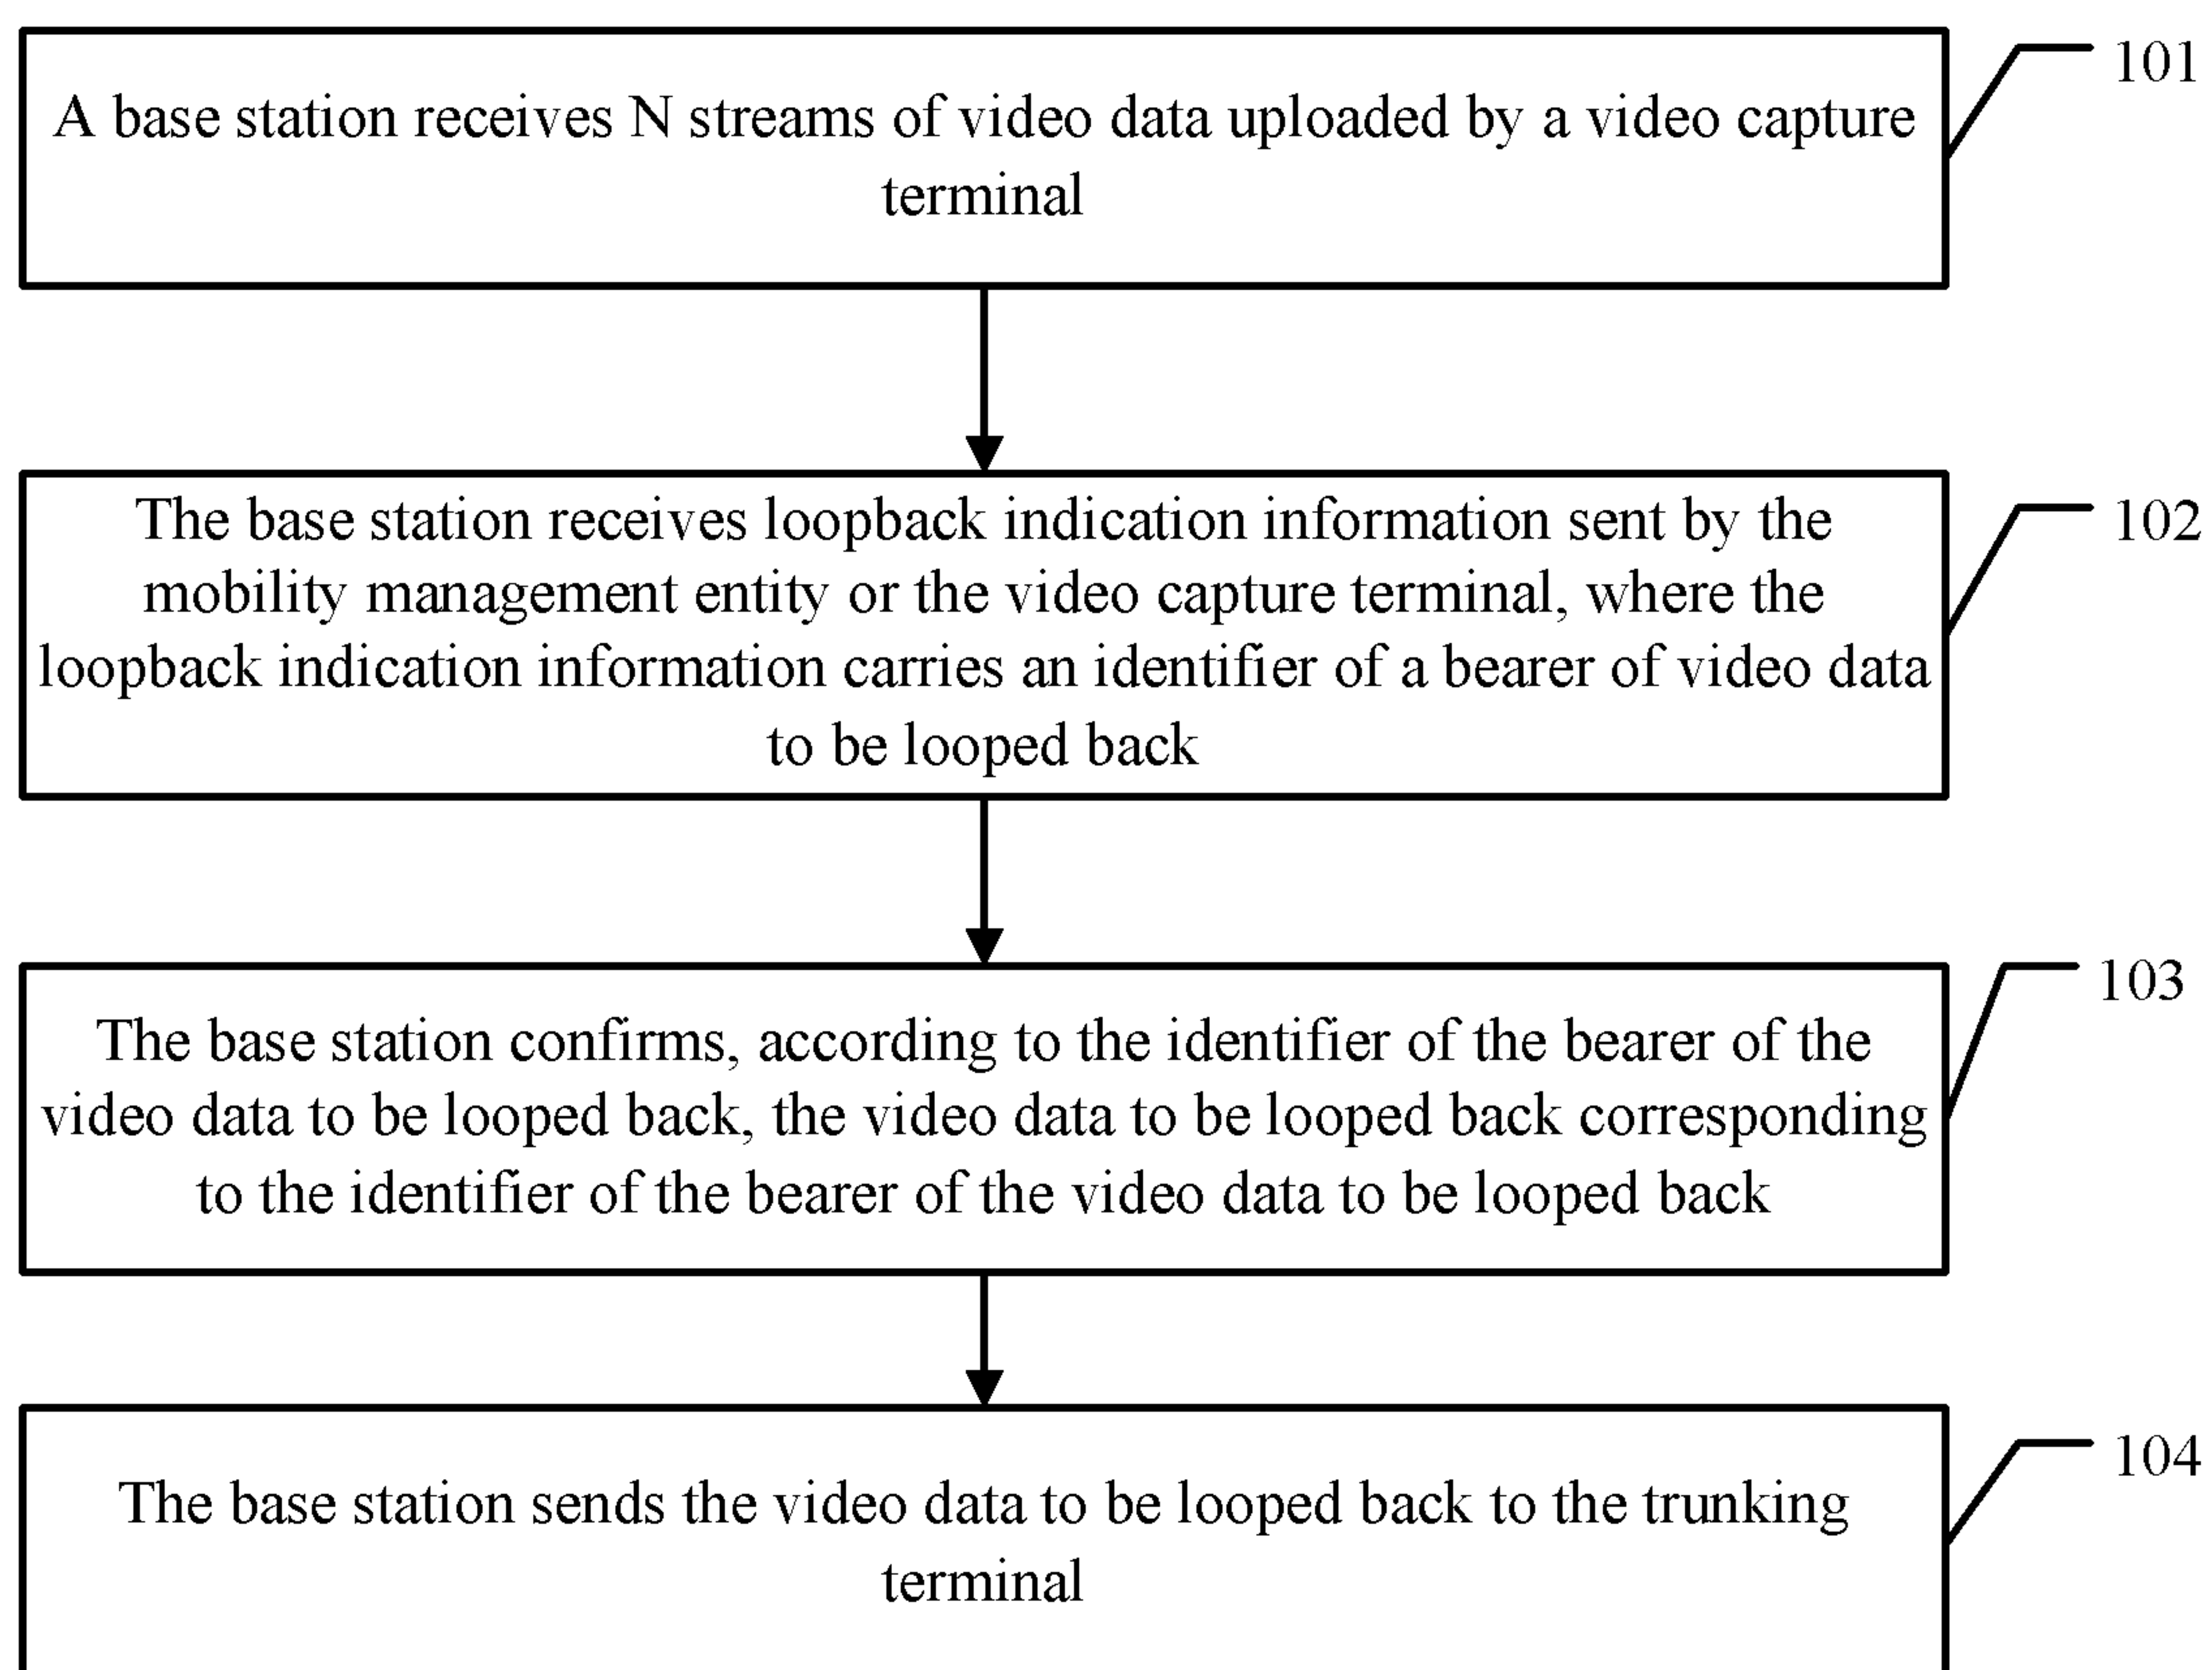 A base station receives N streams of video data uploaded by a video capture
terminal
101
The base station receives loopback indication information sent by the
mobility management entity or the video capture terminal, where the
loopback indication information carries an identifier of a bearer of video data
to be looped back
102
The base station confirms, according to the identifier of the bearer of the
video data to be looped back, the video data to be looped back corresponding
to the identifier of the bearer of the video data to be looped back
103
The base station sends the video data to be looped back to the trunking
terminal
104